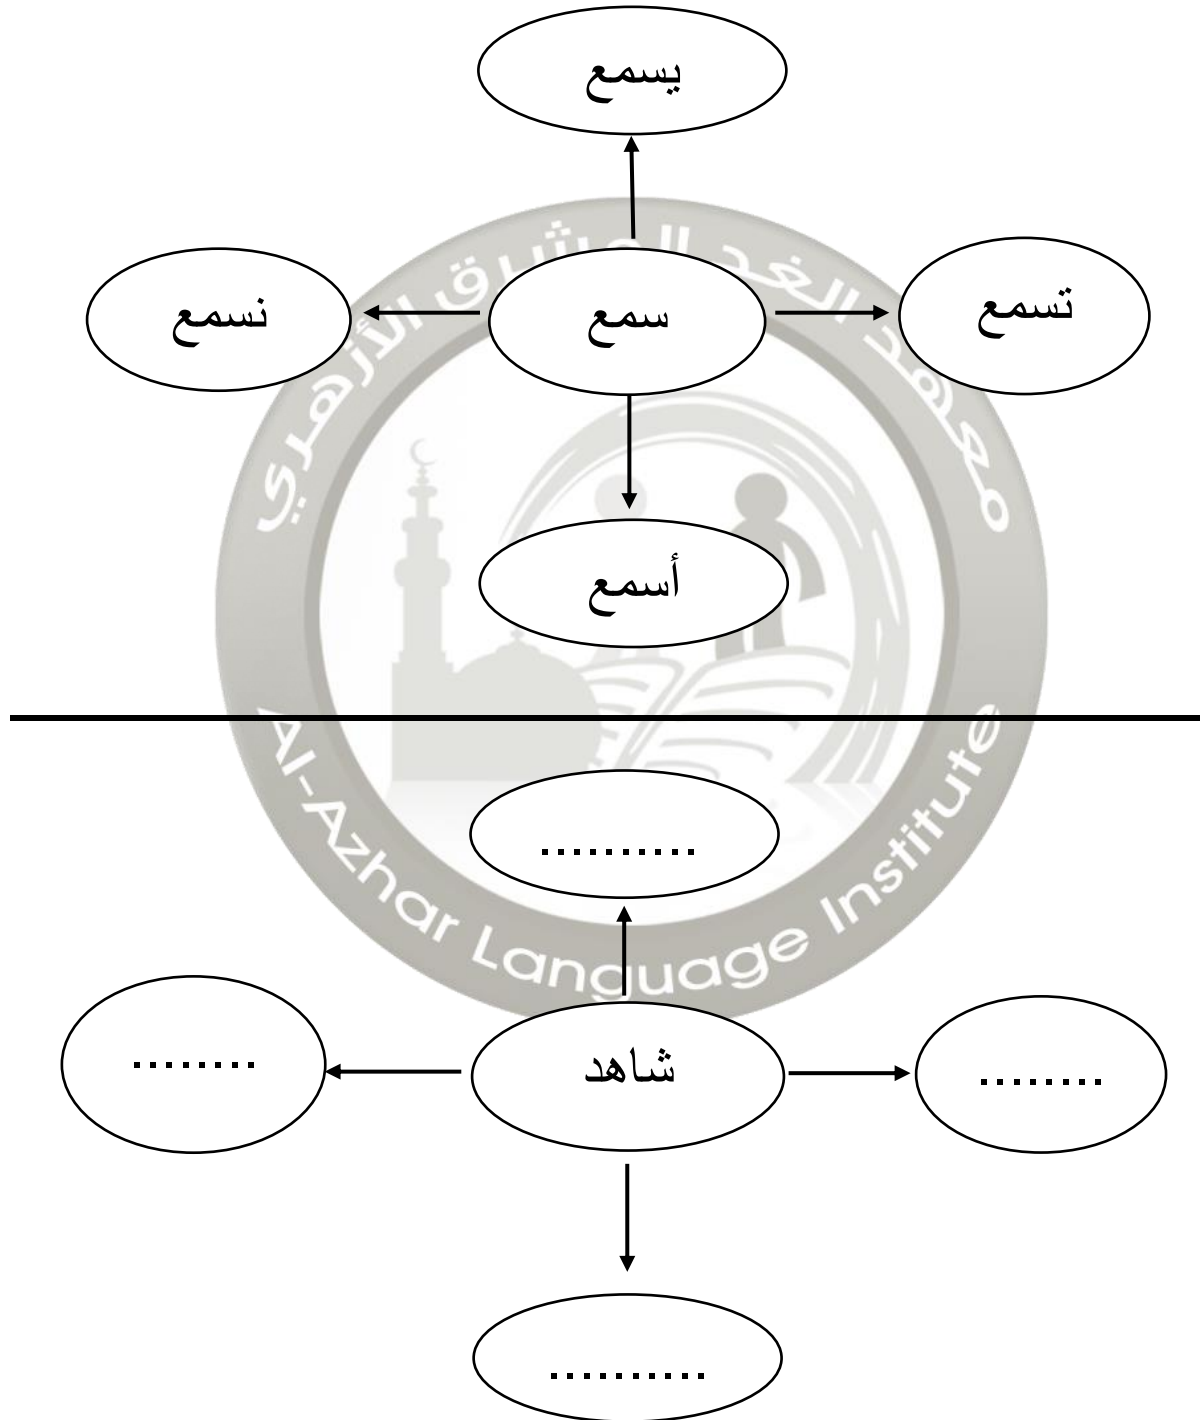 يسمع
نسمع سمع تسمع
أسمع
معهد الغد المشرق الأزهري
Al-Azhar Language Institute
..........
........ شاهد ........
..........